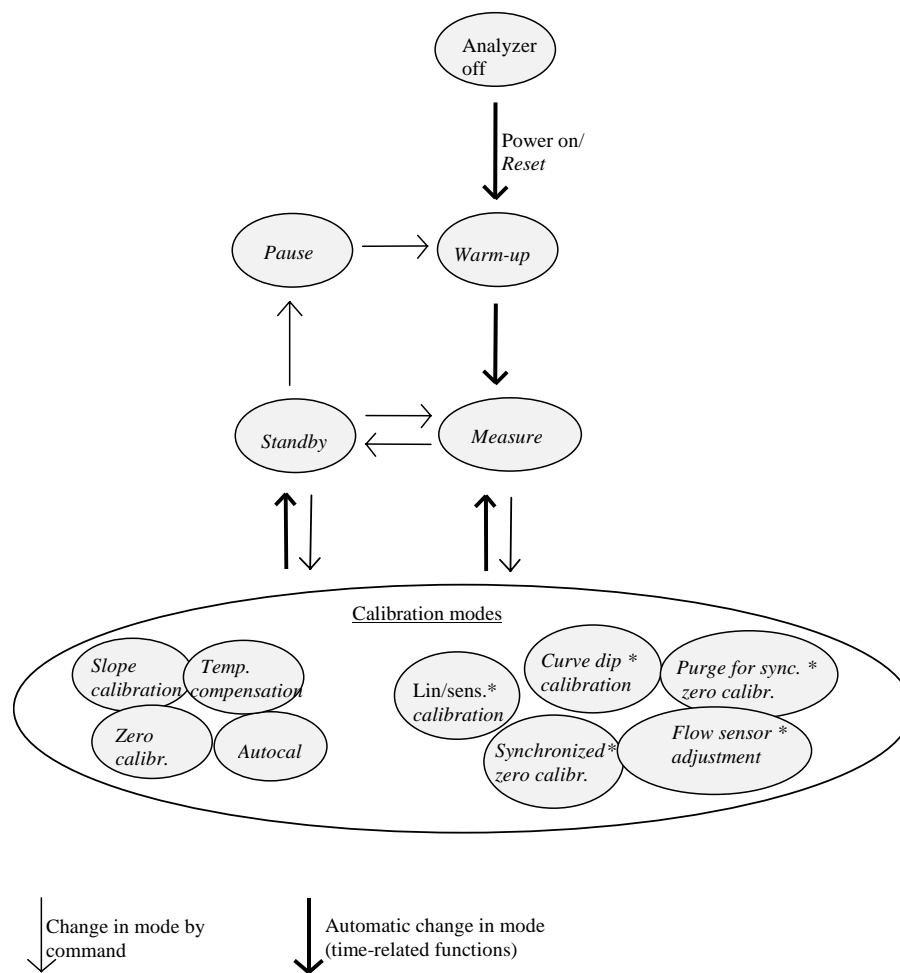 Analyzer
off
Power on/
Reset
Pause
Warm-up
Standby
Measure
Calibration modes
Slope
calibration
Temp.
compensation
Zero
calibr.
Autocal
Lin/sens.*
calibration
Curve dip *
calibration
Purge for sync. *
zero calibr.
Synchronized*
zero calibr.
Flow sensor *
adjustment
Change in mode by
command
Automatic change in mode
(time-related functions)